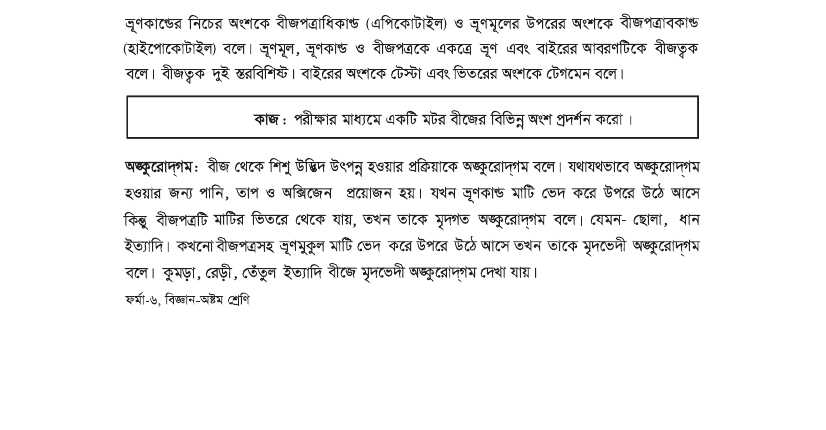 ভ্রূণকান্ডের নিচের অংশকে বীজপত্রাধিকান্ড (এপিকোটাইল) ও ভ্রূণমূলের উপরের অংশকে বীজপত্রাবকান্ড
(হাইপোকোটাইল) বলে। ভ্রূণমূল, ভ্রূণকান্ড ও বীজপত্রকে একত্রে ভ্রূণ এবং বাইরের আবরণটিকে বীজত্বক
বলে। বীজত্বক দুই স্তরবিশিষ্ট। বাইরের অংশকে টেস্টা এবং ভিতরের অংশকে টেগমেন বলে।
কাজ : পরীক্ষার মাধ্যমে একটি মটর বীজের বিভিন্ন অংশ প্রদর্শন করো ।
অঙ্কুরোদ্‌গম : বীজ থেকে শিশু উদ্ভিদ উৎপন্ন হওয়ার প্রক্রিয়াকে অঙ্কুরোদ্‌গম বলে। যথাযথভাবে অঙ্কুরোদ্‌গম
হওয়ার জন্য পানি, তাপ ও অক্সিজেন প্রয়োজন হয়। যখন ভ্রূণকান্ড মাটি ভেদ করে উপরে উঠে আসে
কিন্তু বীজপত্রটি মাটির ভিতরে থেকে যায়, তখন তাকে মৃদগত অঙ্কুরোদ্‌গম বলে। যেমন- ছোলা, ধান
ইত্যাদি। কখনো বীজপত্রসহ ভ্রূণমুকুল মাটি ভেদ করে উপরে উঠে আসে তখন তাকে মৃদভেদী অঙ্কুরোদ্‌গম
বলে। কুমড়া, রেড়ী, তেঁতুল ইত্যাদি বীজে মৃদভেদী অঙ্কুরোদ্‌গম দেখা যায়।
ফর্মা-৬, বিজ্ঞান-অষ্টম শ্রেণি